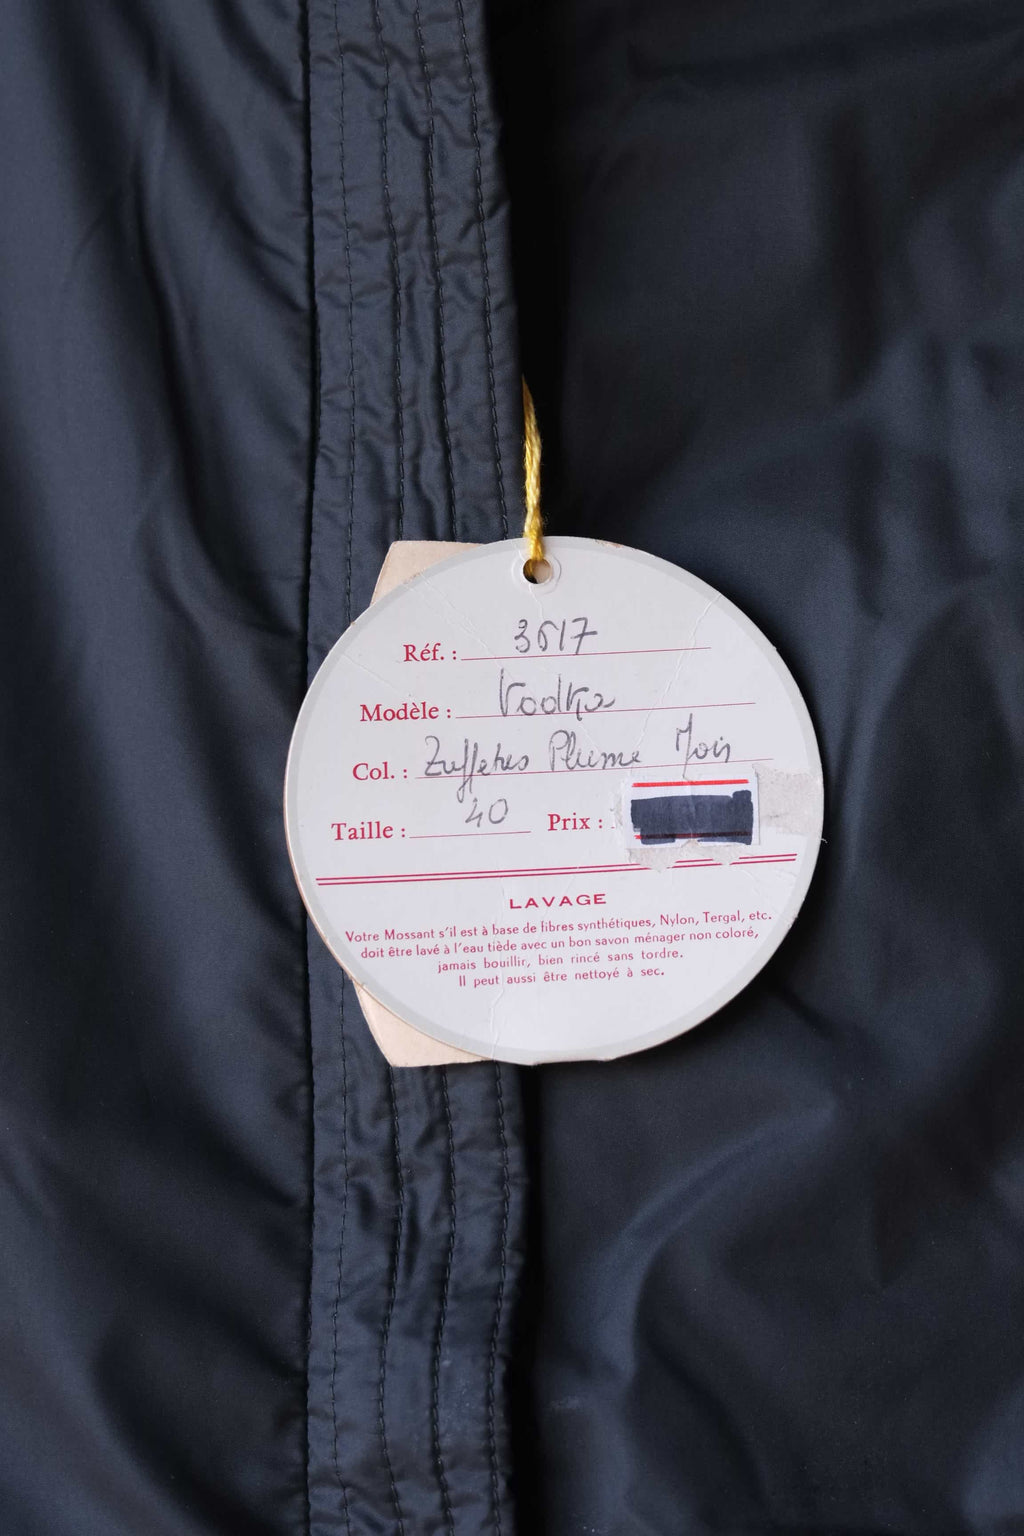 Réf. : 3517
Modèle : Vodka
Col. : Plume Noir
Taille : 40 Prix :
LAVAGE
Votre Mossant s'il est à base de fibres synthétiques, Nylon, Tergal, etc.
doit être lavé à l'eau tiède avec un bon savon ménager non coloré,
jamais bouillir, bien rincé sans tordre.
Il peut aussi être nettoyé à sec.